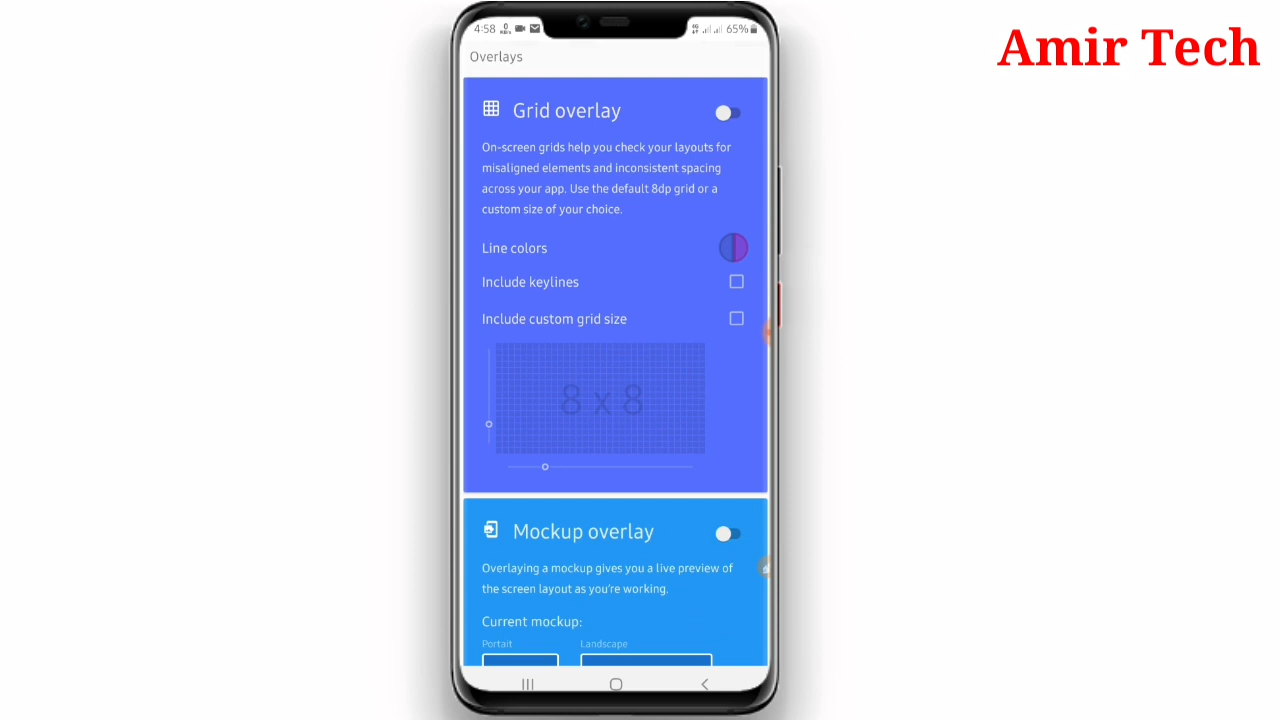 Amir Tech
4:58
65%
Overlays
Grid overlay
On-screen grids help you check your layouts for
misaligned elements and inconsistent spacing
across your app. Use the default 8dp grid or a
custom size of your choice.
Line colors
Include keylines
Include custom grid size
8 x 8
Mockup overlay
Overlaying a mockup gives you a live preview of
the screen layout as you're working.
Current mockup:
Portait
Landscape